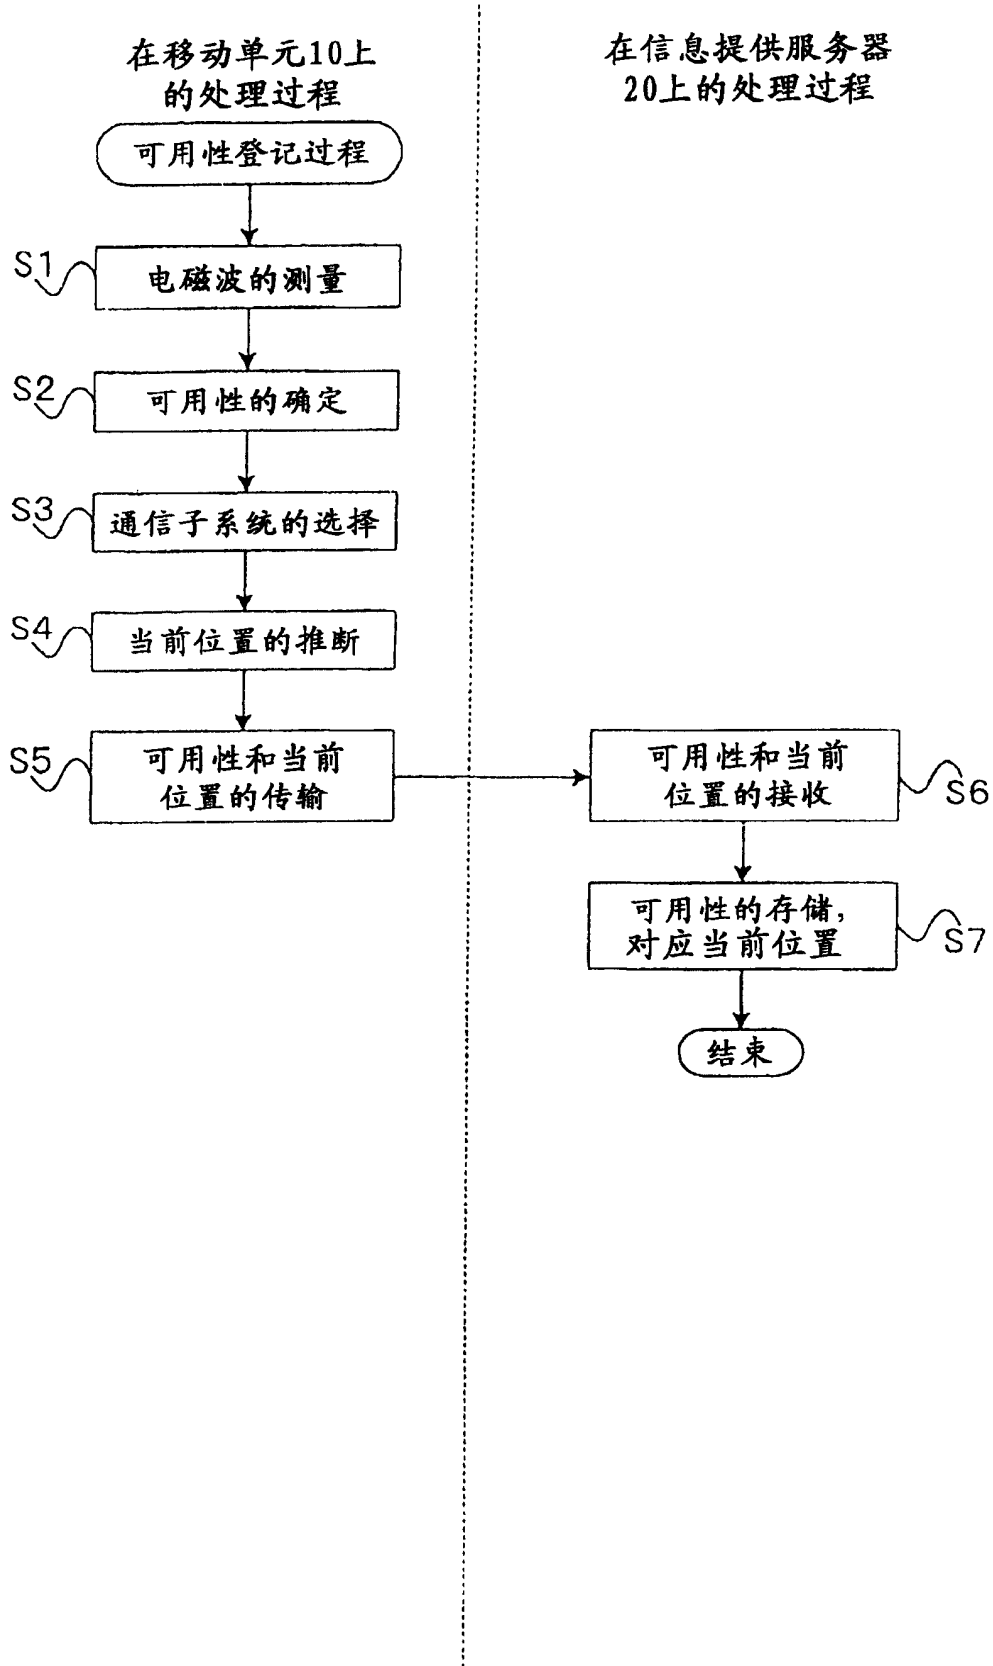 在移动单元10上
的处理过程
可用性登记过程
S1
电磁波的测量
S2
可用性的确定
S3
通信子系统的选择
S4
当前位置的推断
S5
可用性和当前
位置的传输
在信息提供服务器
20上的处理过程
可用性和当前
位置的接收
S6
可用性的存储,
对应当前位置
S7
结束